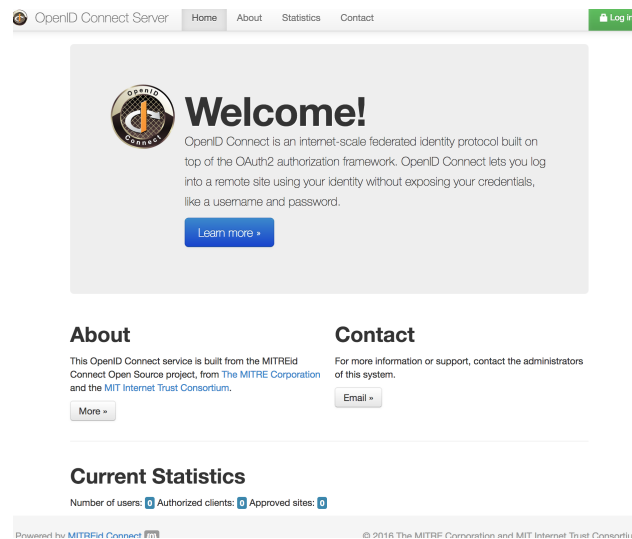 OpenID Connect Server Home About Statistics Contact Log in
OpenID
Connect
Welcome!
OpenID Connect is an internet-scale federated identity protocol built on
top of the OAuth2 authorization framework. OpenID Connect lets you log
into a remote site using your identity without exposing your credentials,
like a username and password.
Learn more »
About
This OpenID Connect service is built from the MITREid
Connect Open Source project, from The MITRE Corporation
and the MIT Internet Trust Consortium.
More »
Contact
For more information or support, contact the administrators
of this system.
Email »
Current Statistics
Number of users: 0 Authorized clients: 0 Approved sites: 0
Powered by MITREid Connect
© 2016 The MITRE Corporation and MIT Internet Trust